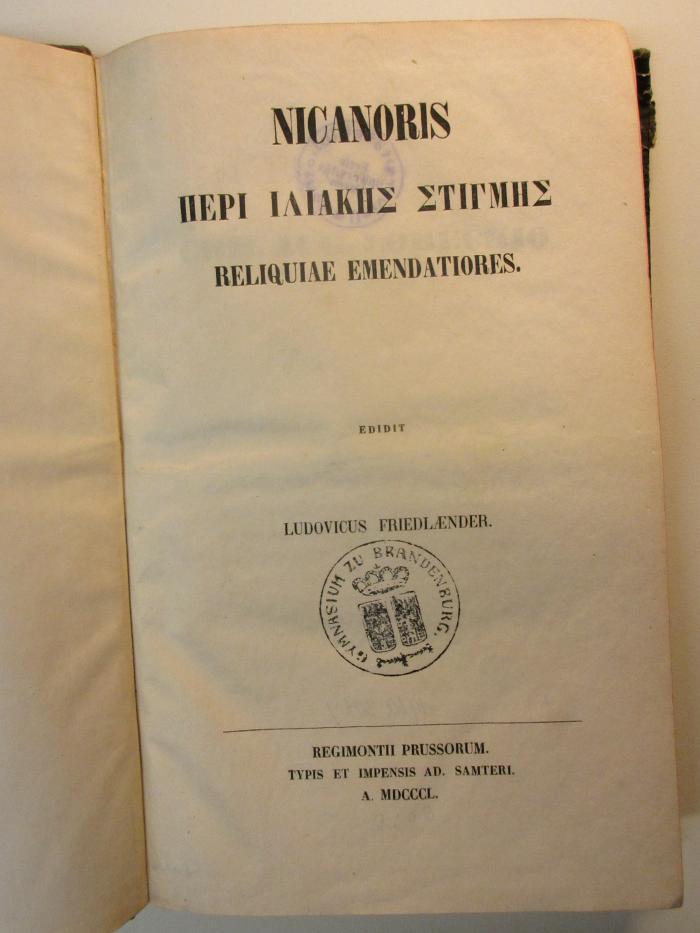 NICANORIS
ΠΕΡΙ ΙΛΙΑΚΗΣ ΣΤΙΓΜΗΣ
RELIQUIAE EMENDATIORES.
EDIDIT
LUDOVICUS FRIEDLÆNDER.
GYMNASIUM ZU BRANDENBURG.
REGIMONTII PRUSSORUM.
TYPIS ET IMPENSIS AD. SAMTERI.
A. MDCCCL.